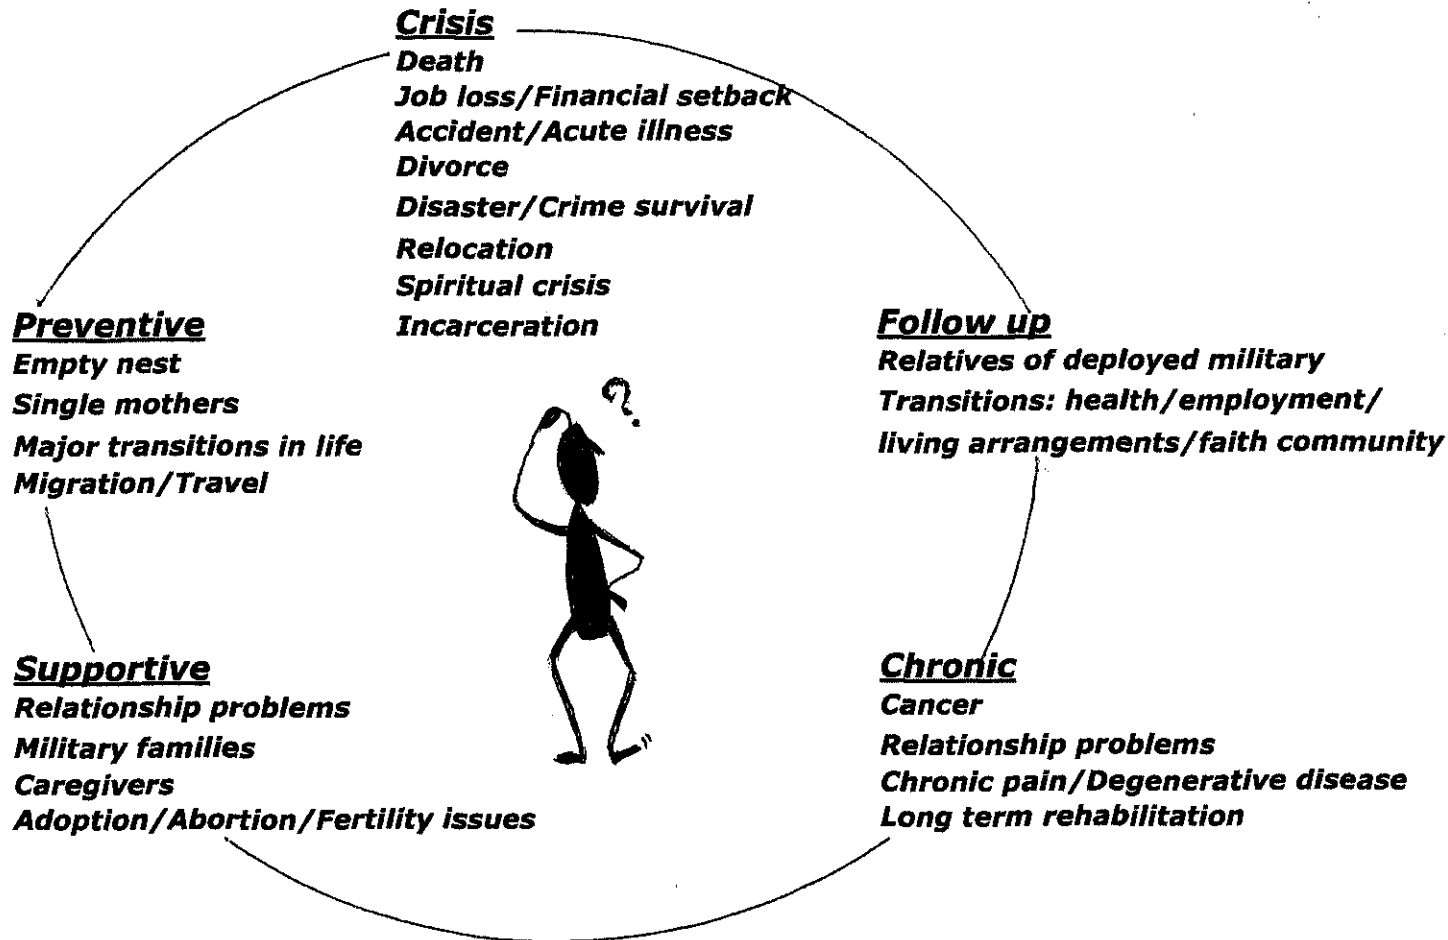 Crisis
Death
Job loss/Financial setback
Accident/Acute illness
Divorce
Disaster/Crime survival
Relocation
Spiritual crisis
Incarceration
Preventive
Empty nest
Single mothers
Major transitions in life
Migration/Travel
Follow up
Relatives of deployed military
Transitions: health/employment/
living arrangements/faith community
?
Supportive
Relationship problems
Military families
Caregivers
Adoption/Abortion/Fertility issues
Chronic
Cancer
Relationship problems
Chronic pain/Degenerative disease
Long term rehabilitation